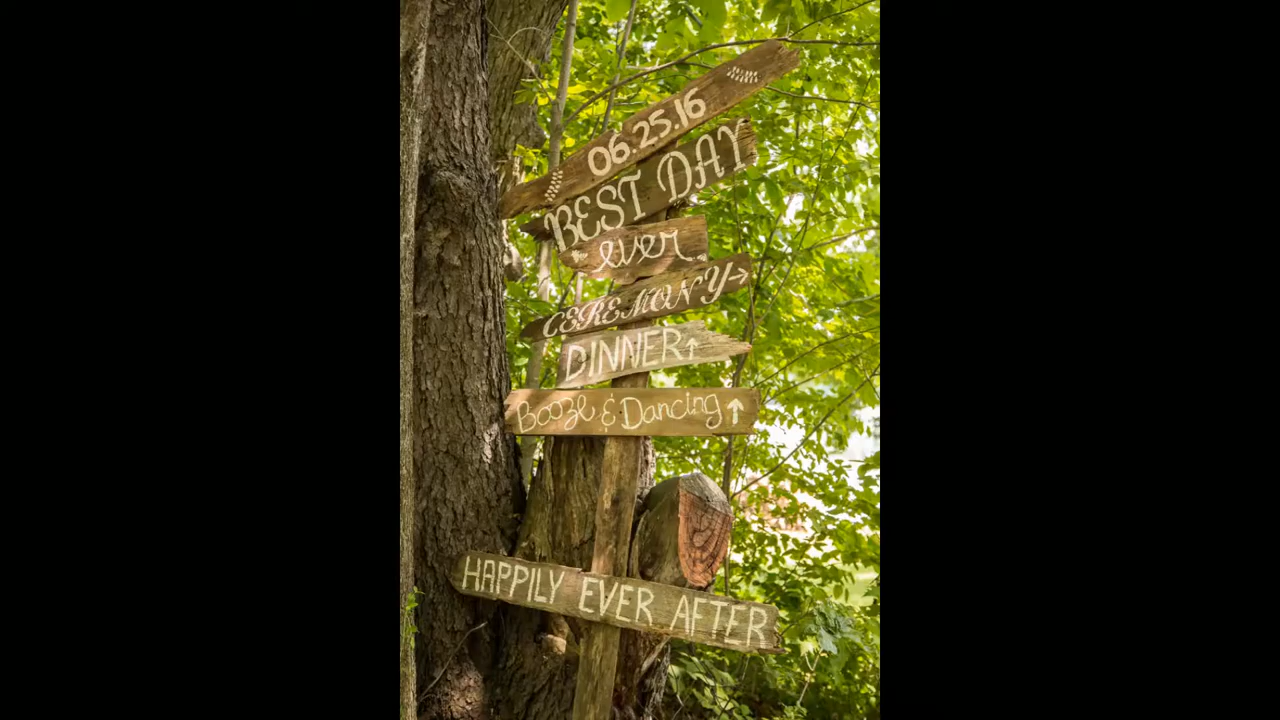 06.25.16
BEST DAY
ever
CEREMONY→
DINNER↑
Booze & Dancing↑
HAPPILY EVER AFTER